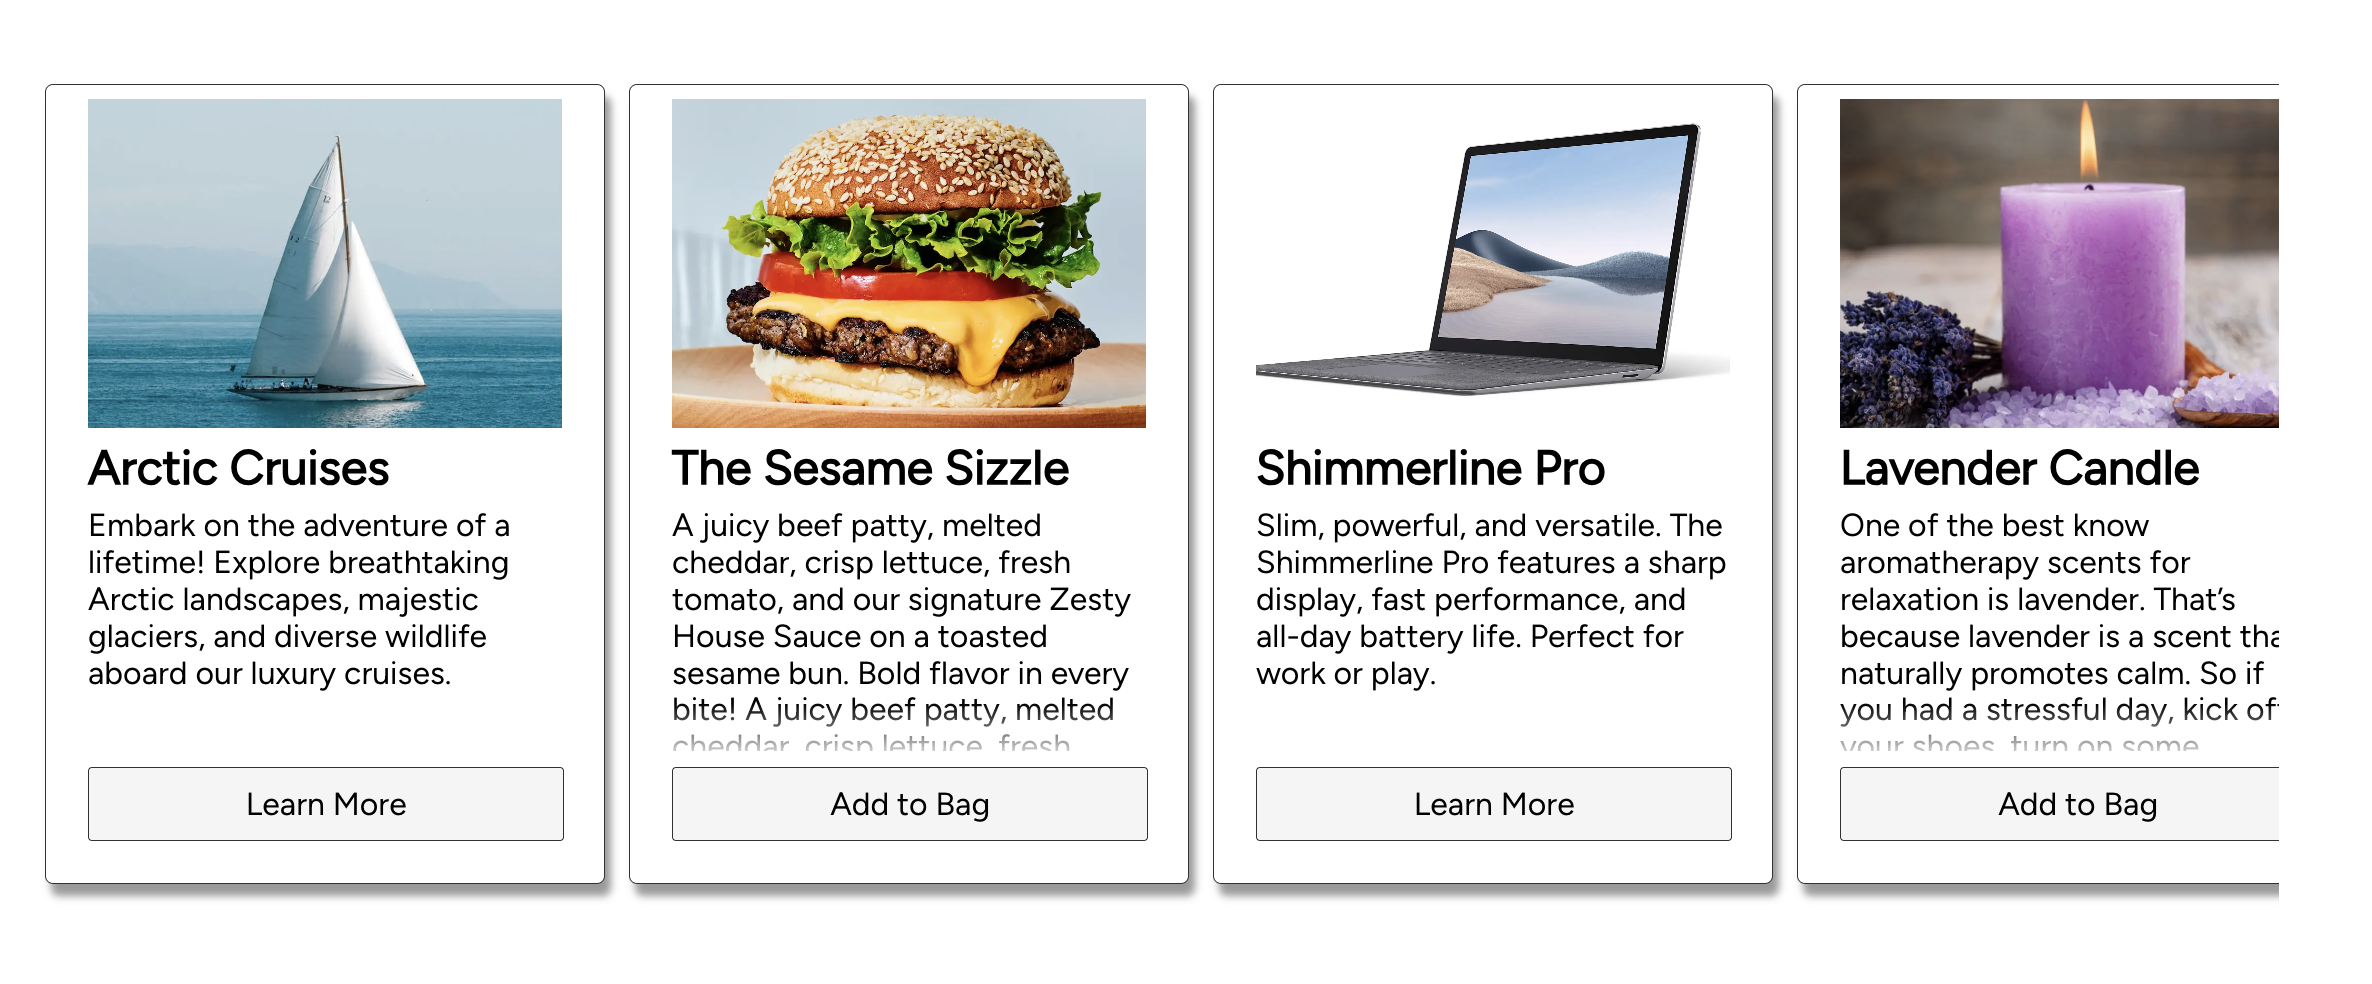 Arctic Cruises
Embark on the adventure of a
lifetime! Explore breathtaking
Arctic landscapes, majestic
glaciers, and diverse wildlife
aboard our luxury cruises.
Learn More
The Sesame Sizzle
A juicy beef patty, melted
cheddar, crisp lettuce, fresh
tomato, and our signature Zesty
House Sauce on a toasted
sesame bun. Bold flavor in every
bite! A juicy beef patty, melted
cheddar, crisp lettuce, fresh
Add to Bag
Shimmerline Pro
Slim, powerful, and versatile. The
Shimmerline Pro features a sharp
display, fast performance, and
all-day battery life. Perfect for
work or play.
Learn More
Lavender Candle
One of the best know
aromatherapy scents for
relaxation is lavender. That’s
because lavender is a scent tha
naturally promotes calm. So if
you had a stressful day, kick of
your shoes, turn on some
Add to Bag